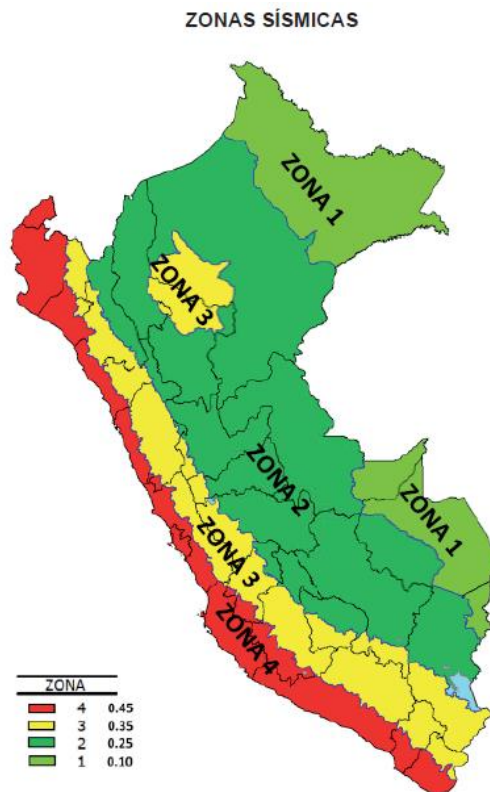 ZONAS SÍSMICAS
ZONA 1
ZONA 3
ZONA 2
ZONA 1
ZONA 3
ZONA 4
ZONA
4 0.45
3 0.35
2 0.25
1 0.10